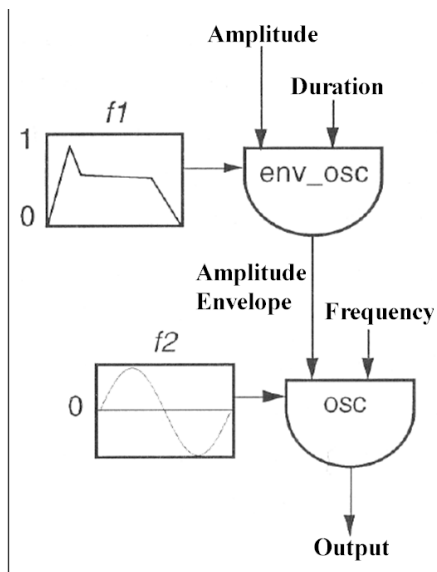 Amplitude
Duration
f1
1
env_osc
0
Amplitude
Envelope
Frequency
f2
0
osc
Output